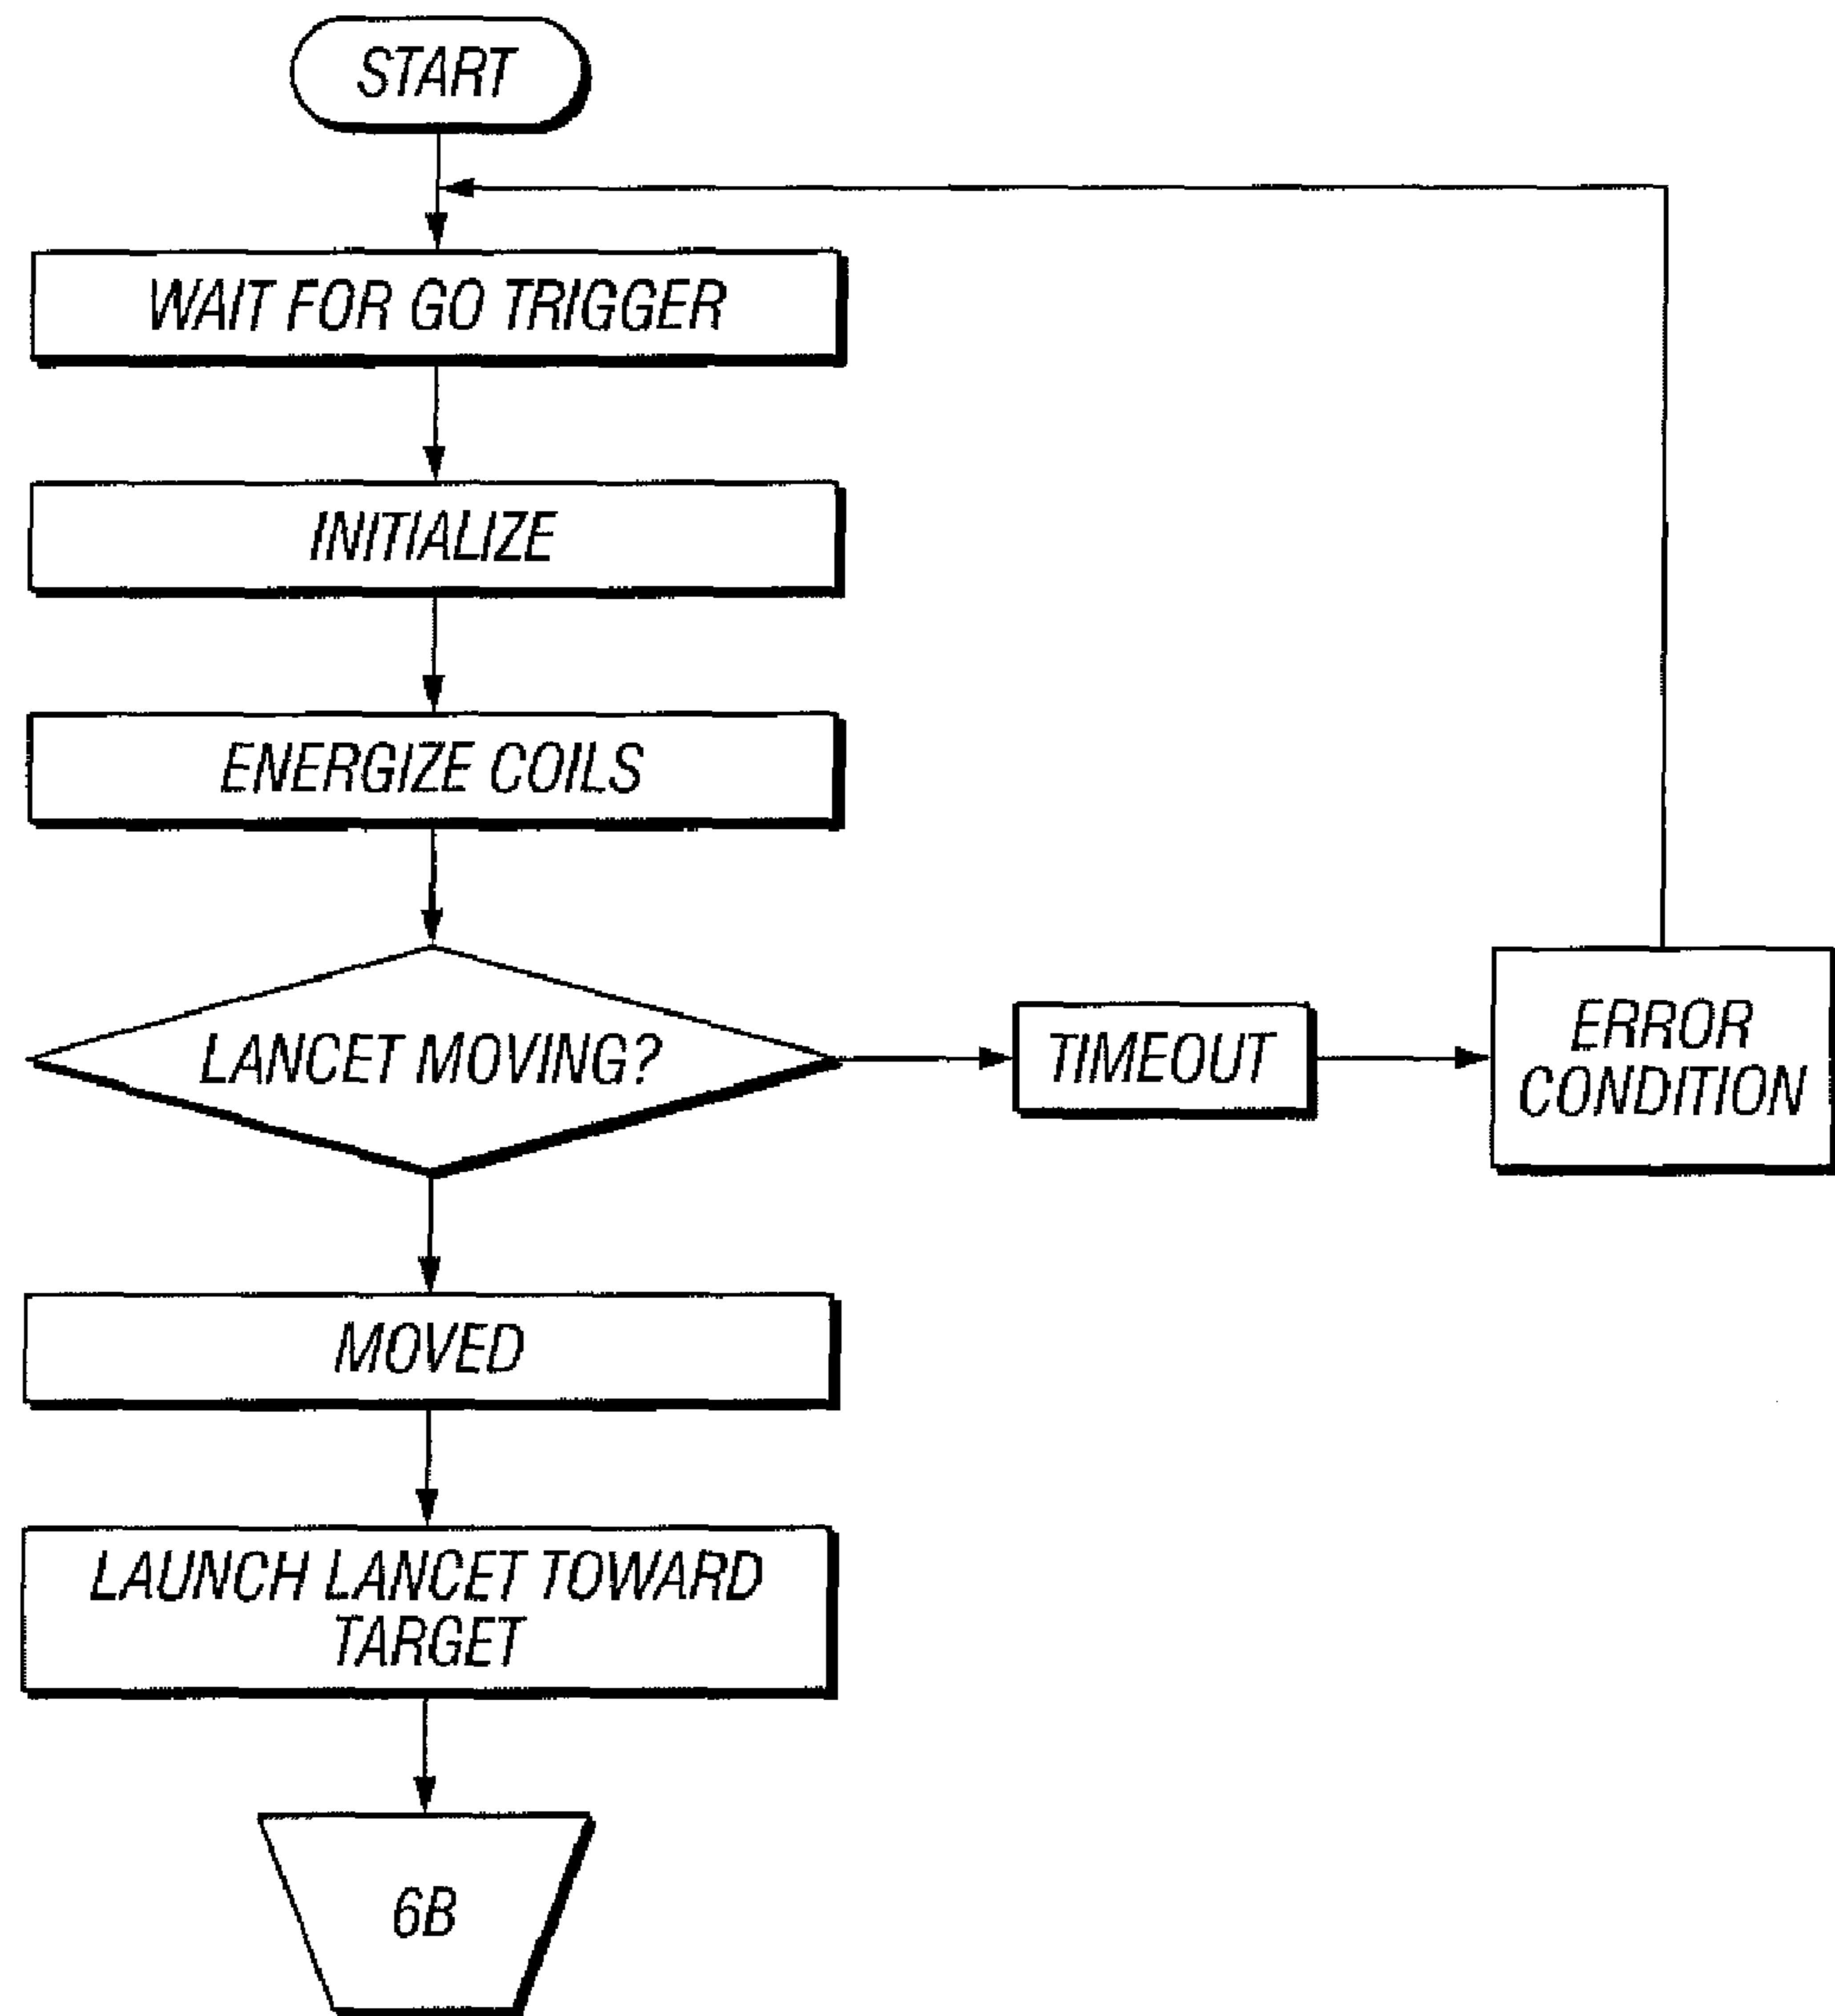 START
WAIT FOR GO TRIGGER
INITIALIZE
ENERGIZE COILS
LANCET MOVING?
TIMEOUT
ERROR
CONDITION
MOVED
LAUNCH LANCET TOWARD
TARGET
6B